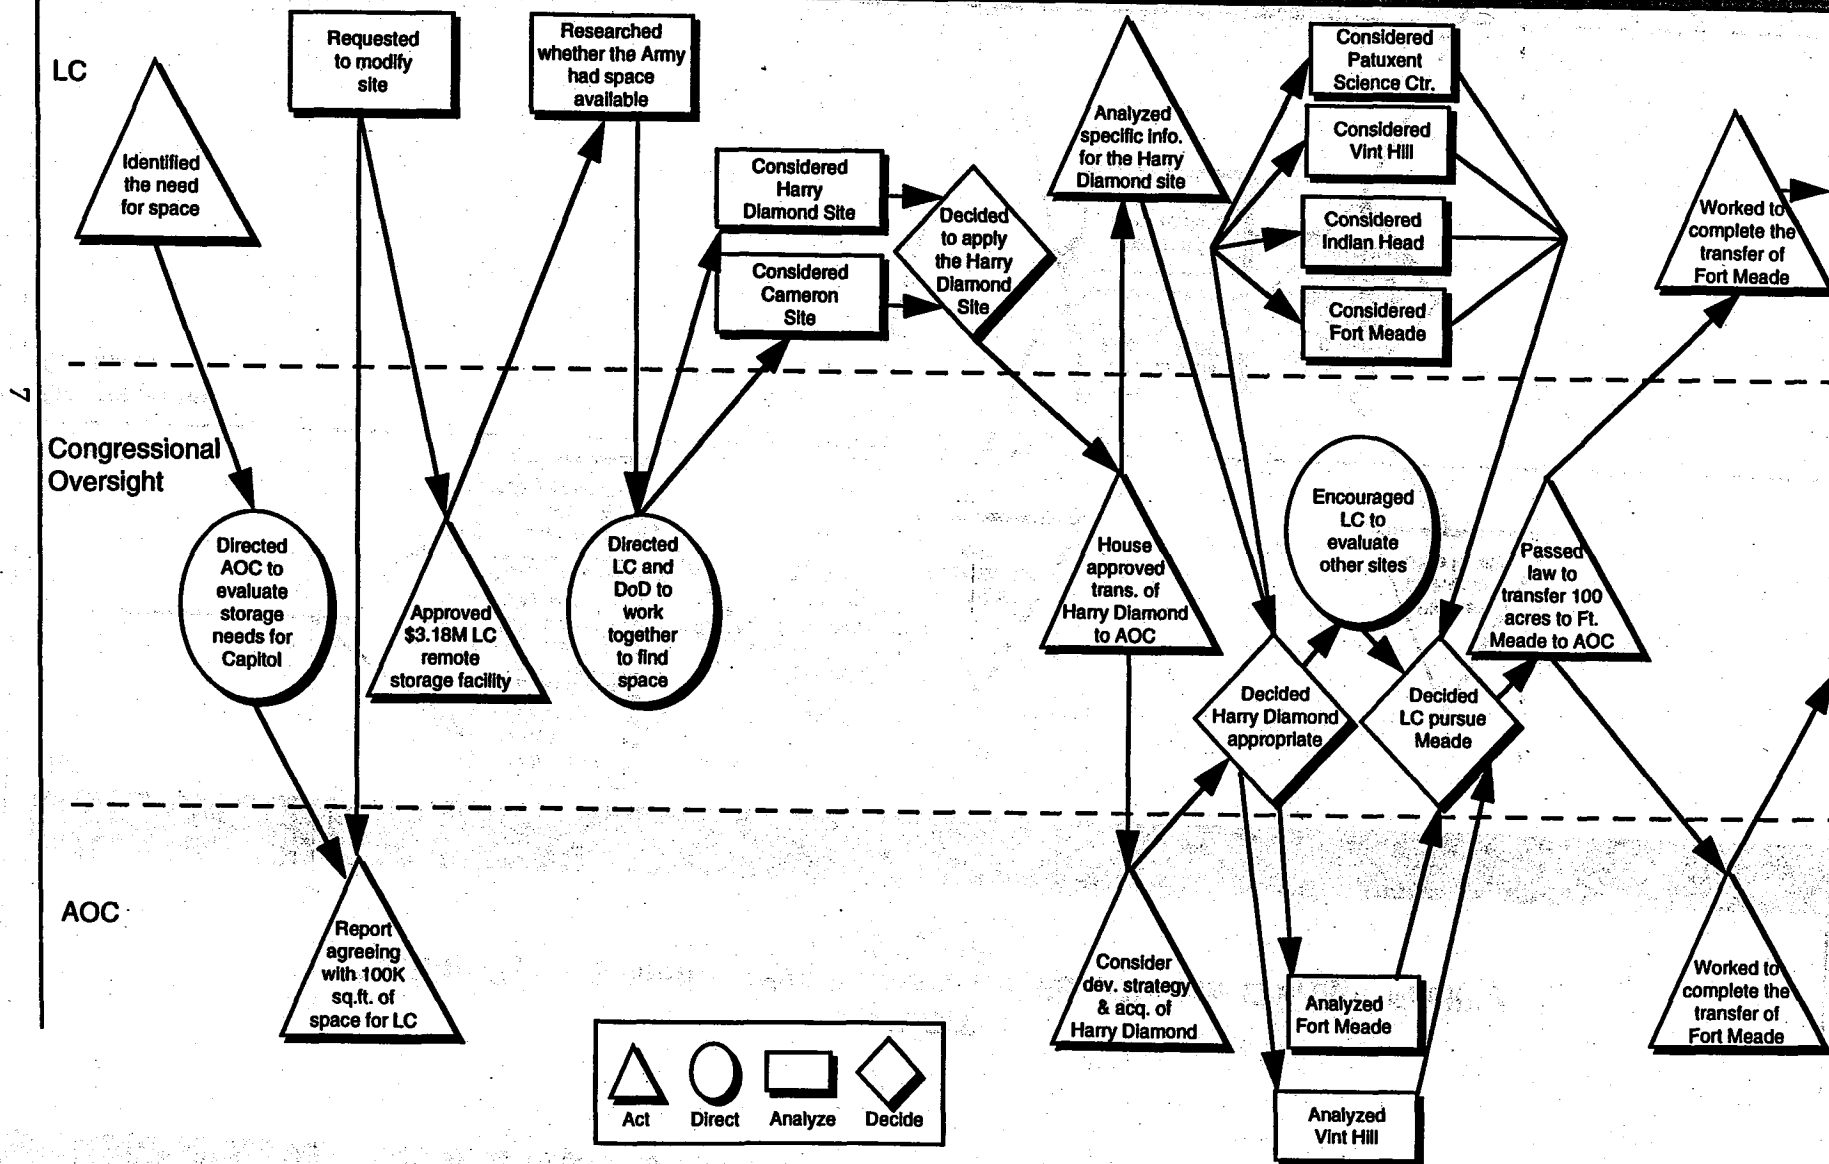 LC
Identified
the need
for space
Requested
to modify
site
Researched
whether the Army
had space
available
Considered
Harry
Diamond Site
Considered
Cameron
Site
Decided
to apply
the Harry
Diamond
Site
Analyzed
specific info.
for the Harry
Diamond site
Considered
Patuxent
Science Ctr.
Considered
Vint Hill
Considered
Indian Head
Considered
Fort Meade
Worked to
complete the
transfer of
Fort Meade
7
Congressional
Oversight
Directed
AOC to
evaluate
storage
needs for
Capitol
Approved
$3.18M LC
remote
storage facility
Directed
LC and
DoD to
work
together
to find
space
House
approved
trans. of
Harry Diamond
to AOC
Encouraged
LC to
evaluate
other sites
Decided
Harry Diamond
appropriate
Decided
LC pursue
Meade
Passed
law to
transfer 100
acres to Ft.
Meade to AOC
AOC
Report
agreeing
with 100K
sq.ft. of
space for LC
Consider
dev. strategy
& acq. of
Harry Diamond
Analyzed
Fort Meade
Analyzed
Vint Hill
Worked to
complete the
transfer of
Fort Meade
Act
Direct
Analyze
Decide